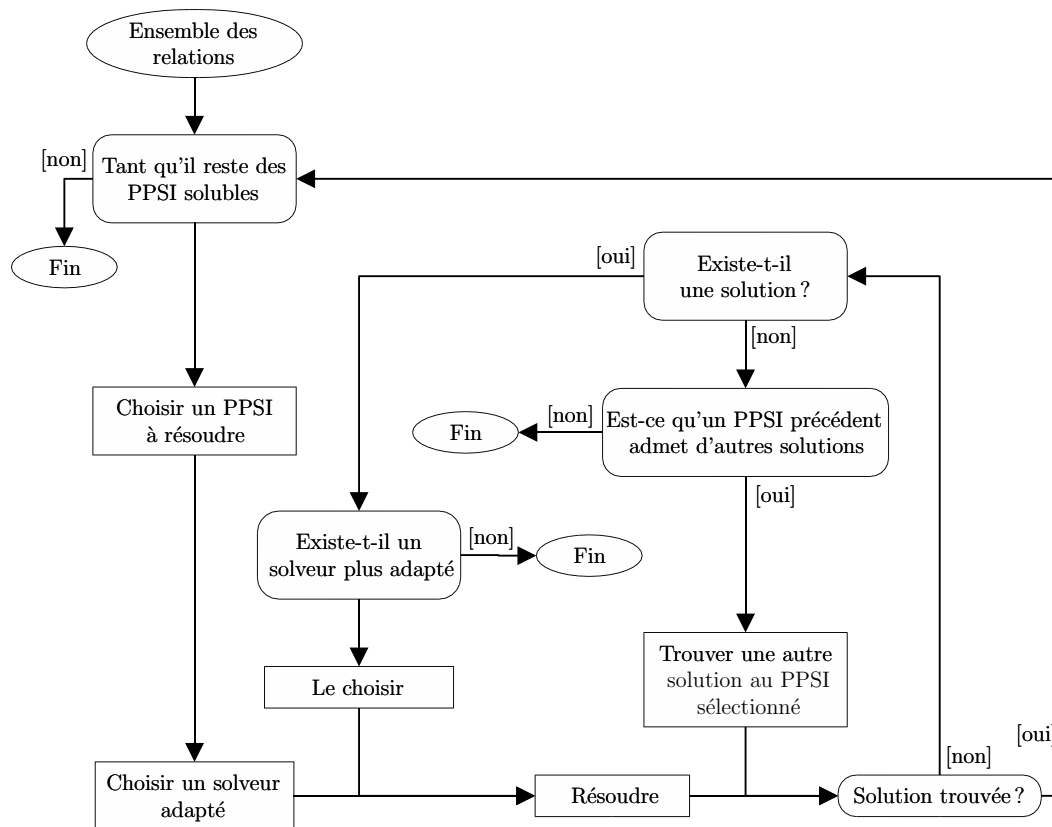 Ensemble des
relations
[non]
Tant qu'il reste des
PPSI solubles
Fin
[oui]
Existe-t-il
une solution ?
[non]
Choisir un PPSI
à résoudre
Fin
[non]
Est-ce qu'un PPSI précédent
admet d'autres solutions
[oui]
Existe-t-il un
solveur plus adapté
[non]
Fin
Le choisir
Trouver une autre
solution au PPSI
sélectionné
[oui]
[non]
Choisir un solveur
adapté
Résoudre
Solution trouvée ?